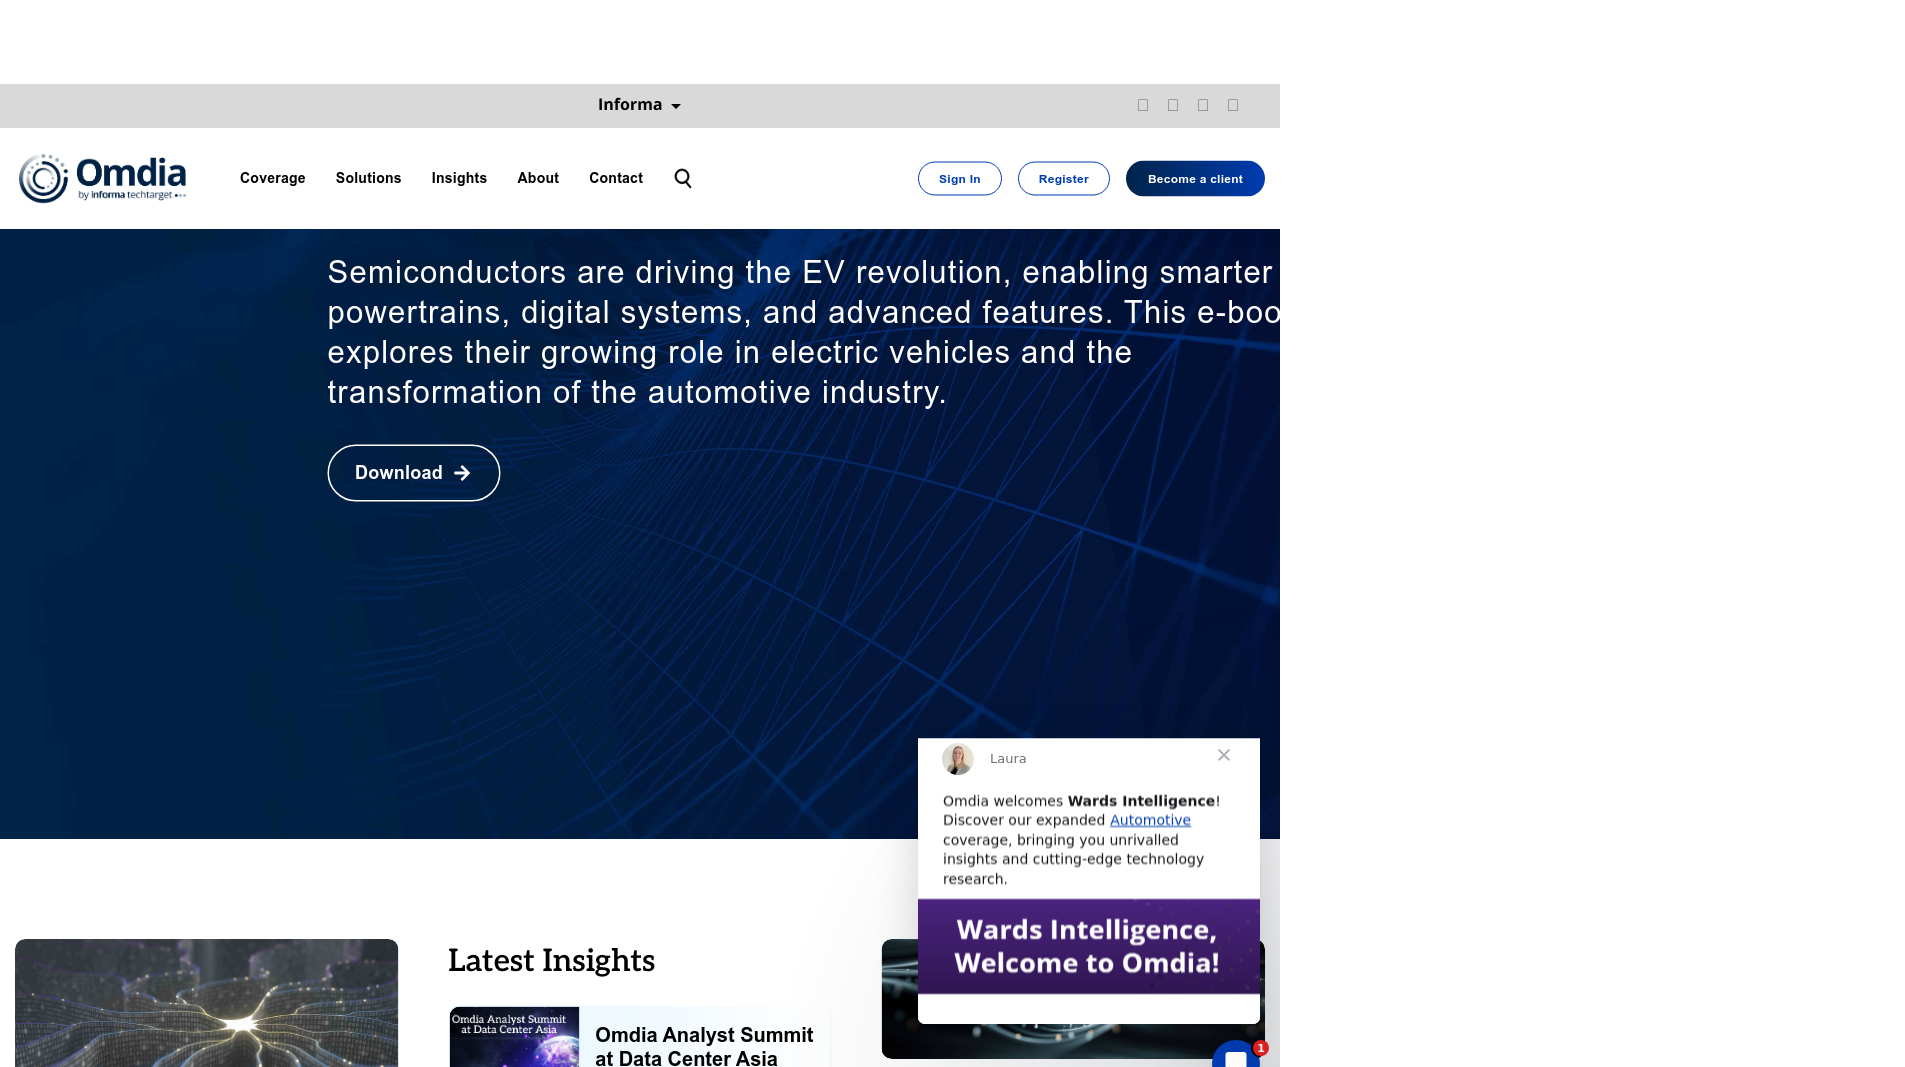 Informa
Omdia
by informa techtarget
Coverage
Solutions
Insights
About
Contact
Sign In
Register
Become a client
Semiconductors are driving the EV revolution, enabling smarter
powertrains, digital systems, and advanced features. This e-boo
explores their growing role in electric vehicles and the
transformation of the automotive industry.
Download
Laura
Omdia welcomes Wards Intelligence!
Discover our expanded Automotive
coverage, bringing you unrivalled
insights and cutting-edge technology
research.
Wards Intelligence,
Welcome to Omdia!
Latest Insights
Omdia Analyst Summit
at Data Center Asia
Omdia Analyst Summit
at Data Center Asia
1